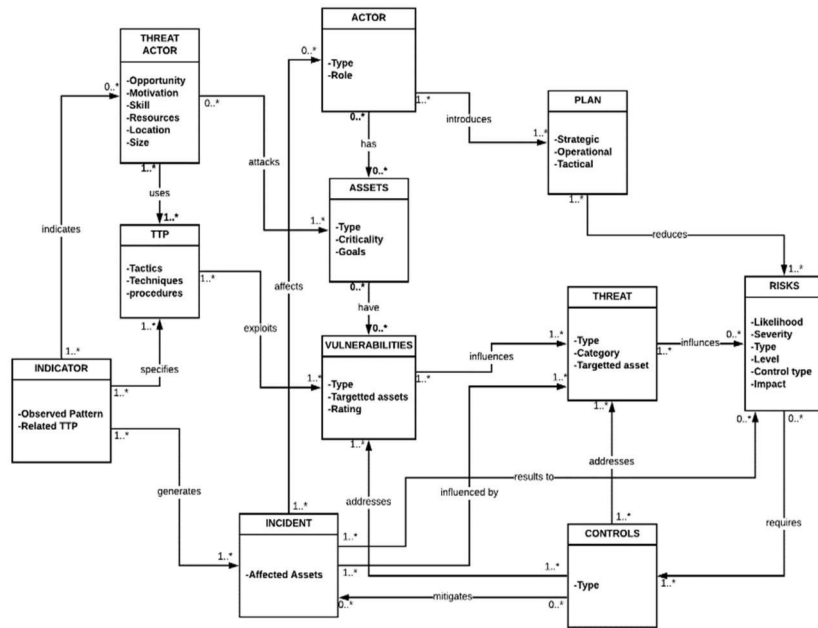 THREAT
ACTOR
-Opportunity
-Motivation
-Skill
-Resources
-Location
-Size
ACTOR
-Type
-Role
PLAN
-Strategic
-Operational
-Tactical
ASSETS
-Type
-Criticality
-Goals
TTP
-Tactics
-Techniques
-procedures
VULNERABILITIES
-Type
-Targetted assets
-Rating
THREAT
-Type
-Category
-Targetted asset
RISKS
-Likelihood
-Severity
-Type
-Level
-Control type
-Impact
INDICATOR
-Observed Pattern
-Related TTP
INCIDENT
-Affected Assets
CONTROLS
-Type
0..*
indicates
1..*
0..*
attacks
1..*
1..*
uses
1..*
0..*
affects
1..*
1..*
introduces
1..*
0..*
has
0..*
1..*
reduces
1..*
0..*
have
0..*
1..*
exploits
1..*
1..*
specifies
1..*
1..*
influences
1..*
1..*
influnces
0..*
1..*
generates
1..*
1..*
results to
0..*
1..*
influenced by
1..*
1..*
addresses
1..*
1..*
addresses
1..*
0..*
requires
1..*
0..*
mitigates
0..*